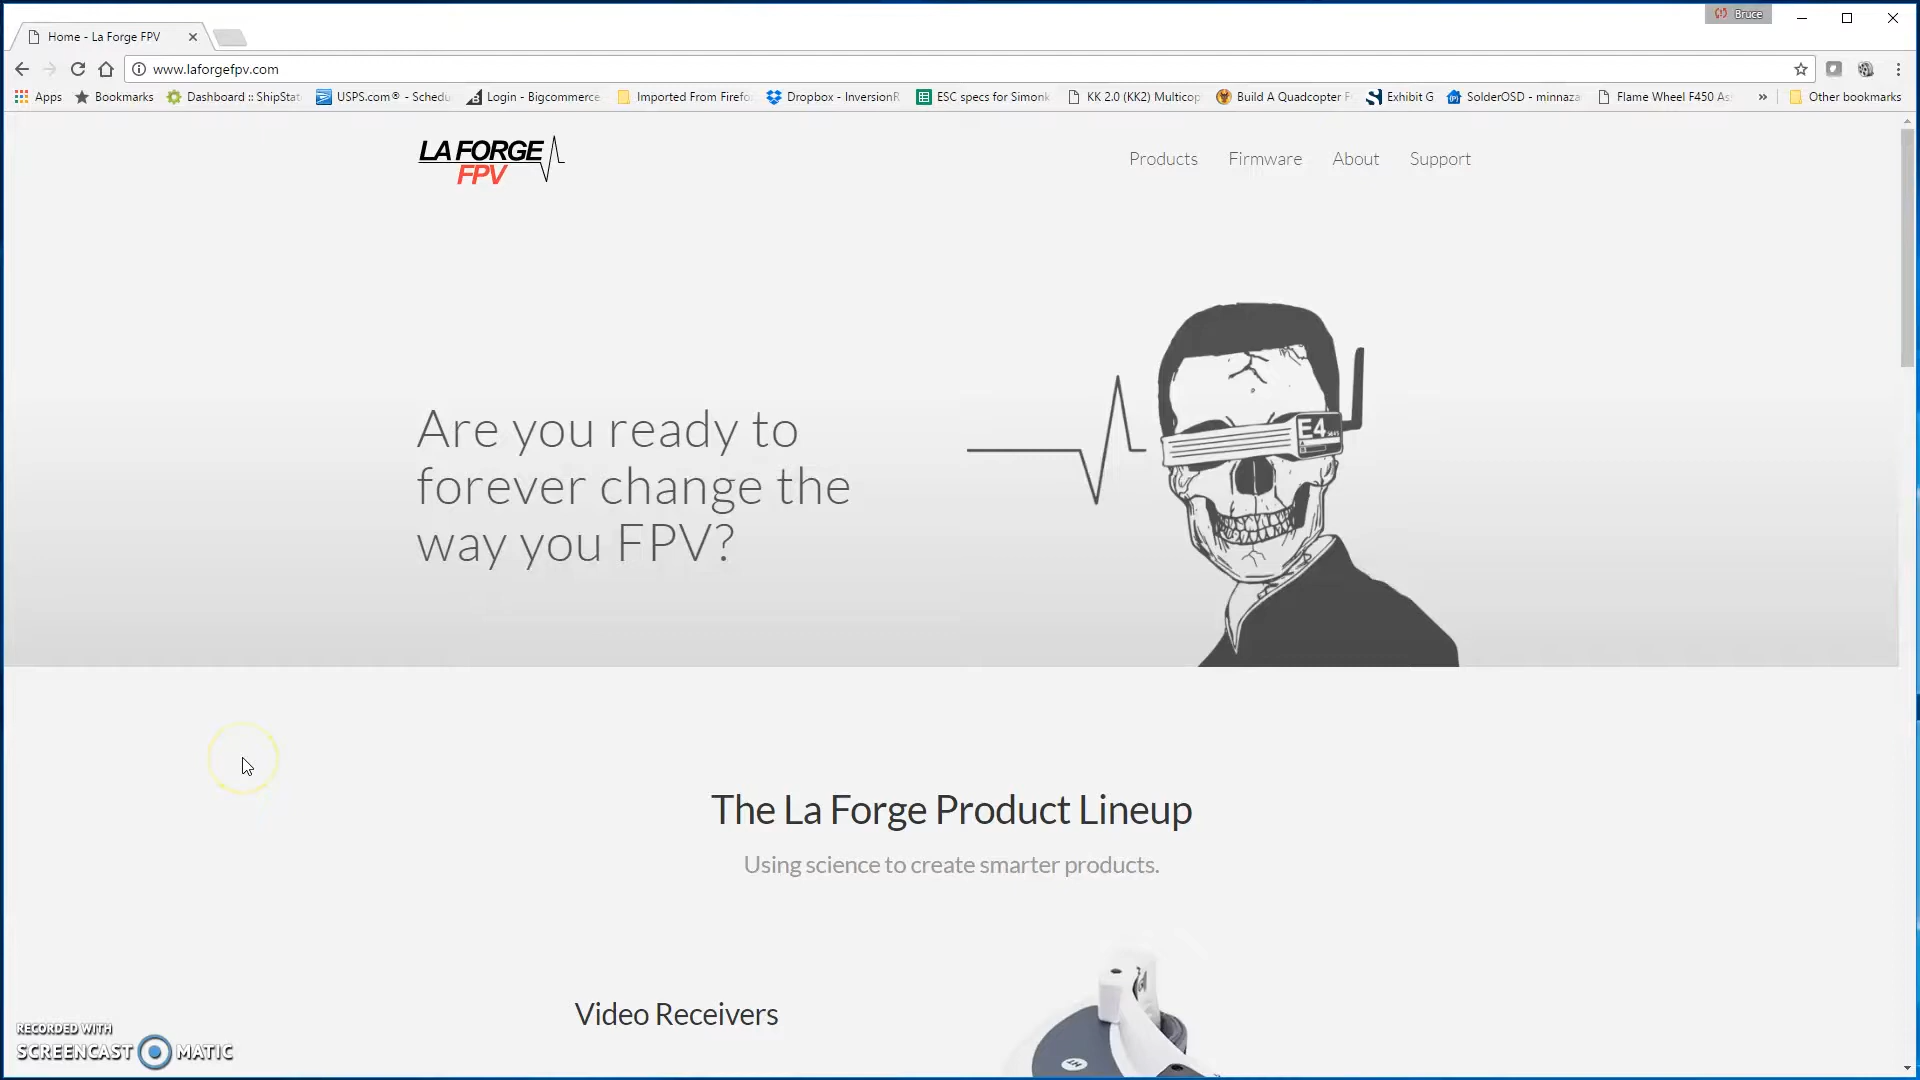 Bruce
Home - La Forge FPV
www.laforgefpv.com
Apps
Bookmarks
Dashboard :: ShipStat
USPS.com® - Schedu
Login - Bigcommerce
Imported From Firefo
Dropbox - InversionR
ESC specs for Simonk
KK 2.0 (KK2) Multicop
Build A Quadcopter F
Exhibit G
SolderOSD - minnaza
Flame Wheel F450 As
»
Other bookmarks
LA FORGE
FPV
Products
Firmware
About
Support
Are you ready to
forever change the
way you FPV?
E4
The La Forge Product Lineup
Using science to create smarter products.
Video Receivers
RECORDED WITH
SCREENCAST MATIC